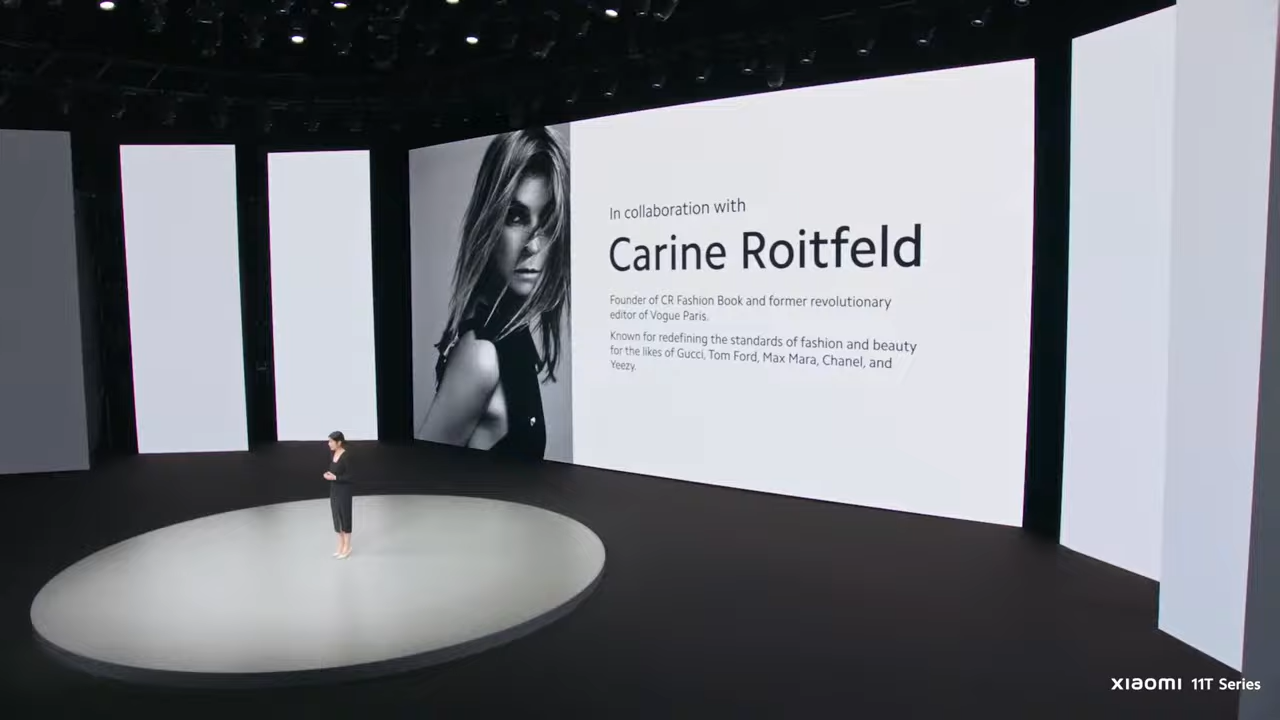 In collaboration with
Carine Roitfeld
Founder of CR Fashion Book and former revolutionary
editor of Vogue Paris.
Known for redefining the standards of fashion and beauty
for the likes of Gucci, Tom Ford, Max Mara, Chanel, and
Yeezy.
xiaomi 11T Series